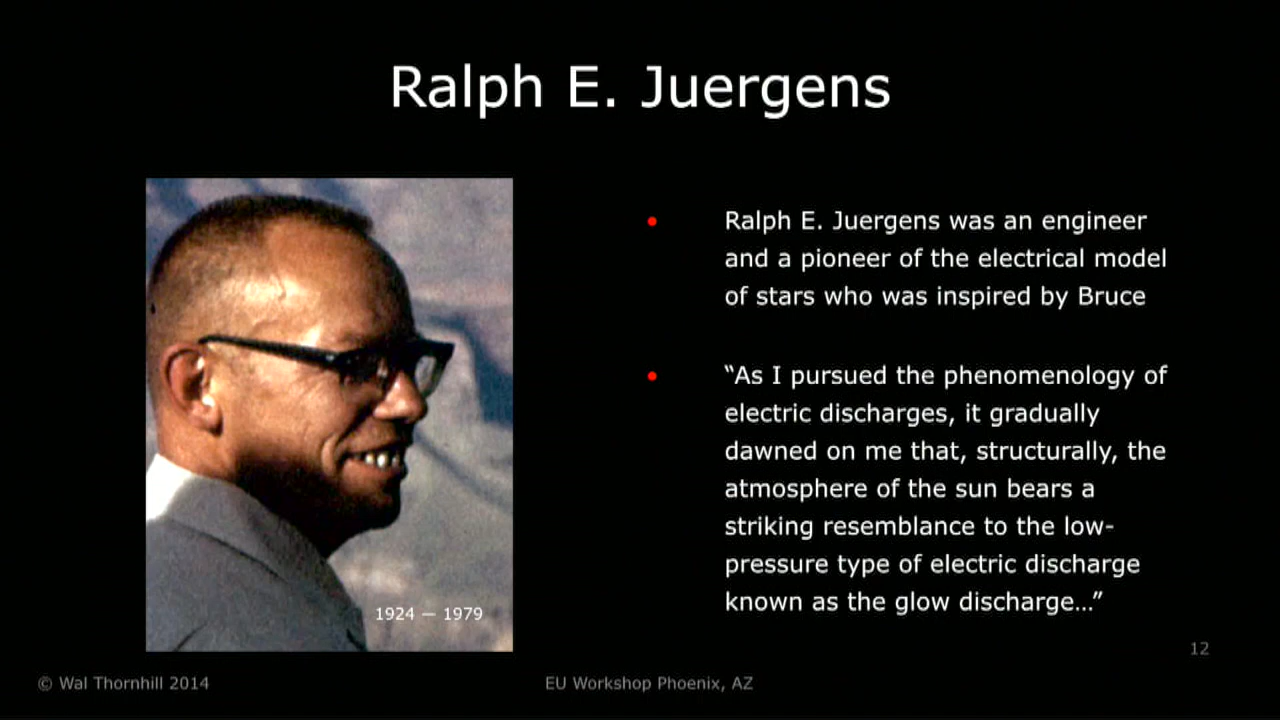 Ralph E. Juergens
Ralph E. Juergens was an engineer
and a pioneer of the electrical model
of stars who was inspired by Bruce
“As I pursued the phenomenology of
electric discharges, it gradually
dawned on me that, structurally, the
atmosphere of the sun bears a
striking resemblance to the low-
pressure type of electric discharge
known as the glow discharge…”
1924 — 1979
12
© Wal Thornhill 2014
EU Workshop Phoenix, AZ